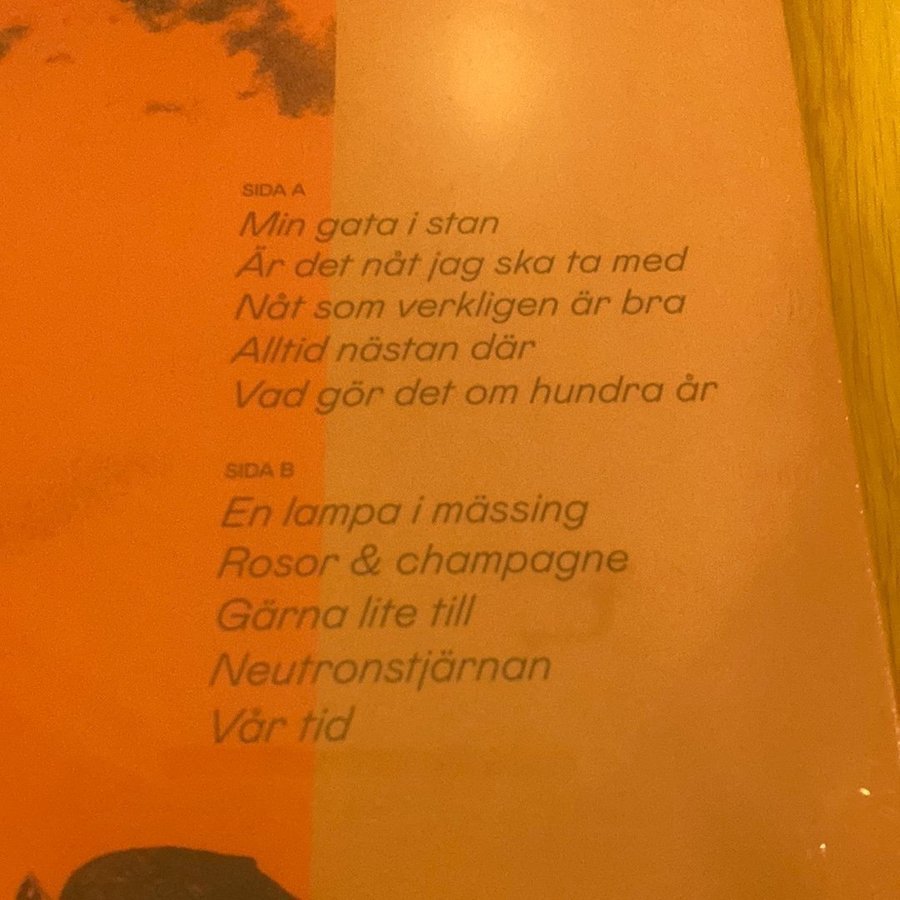 SIDA A
Min gata i stan
Är det nåt jag ska ta med
Nåt som verkligen är bra
Alltid nästan där
Vad gör det om hundra år
SIDA B
En lampa i mässing
Rosor & champagne
Gärna lite till
Neutronstjärnan
Vår tid